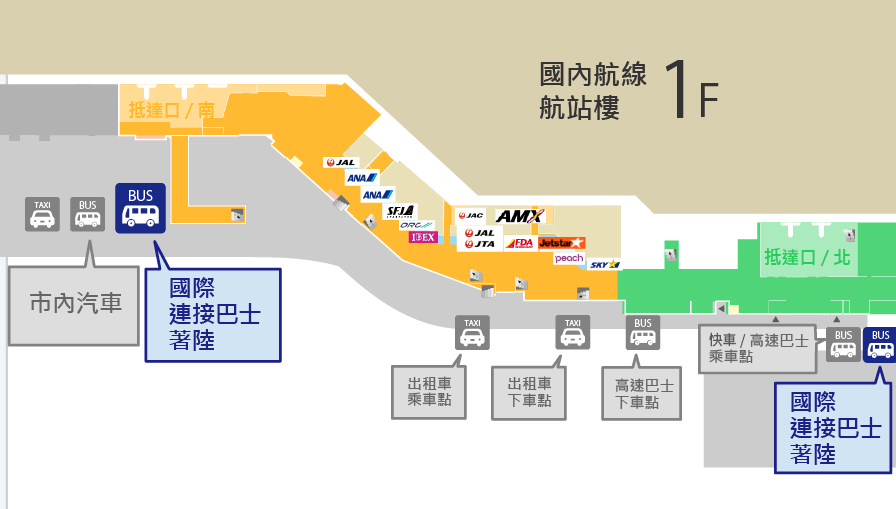 國內航線
航站樓
1F
抵達口 / 南
JAL
ANA
ANA
SFJ
ORC
IBEX
JAC
AMX
JAL
JTA
FDA
Jetstar
peach
SKY
抵達口 / 北
TAXI
BUS
BUS
市內汽車
國際
連接巴士
著陸
TAXI
TAXI
BUS
BUS
BUS
出租車
乘車點
出租車
下車點
高速巴士
下車點
快車 / 高速巴士
乘車點
國際
連接巴士
著陸